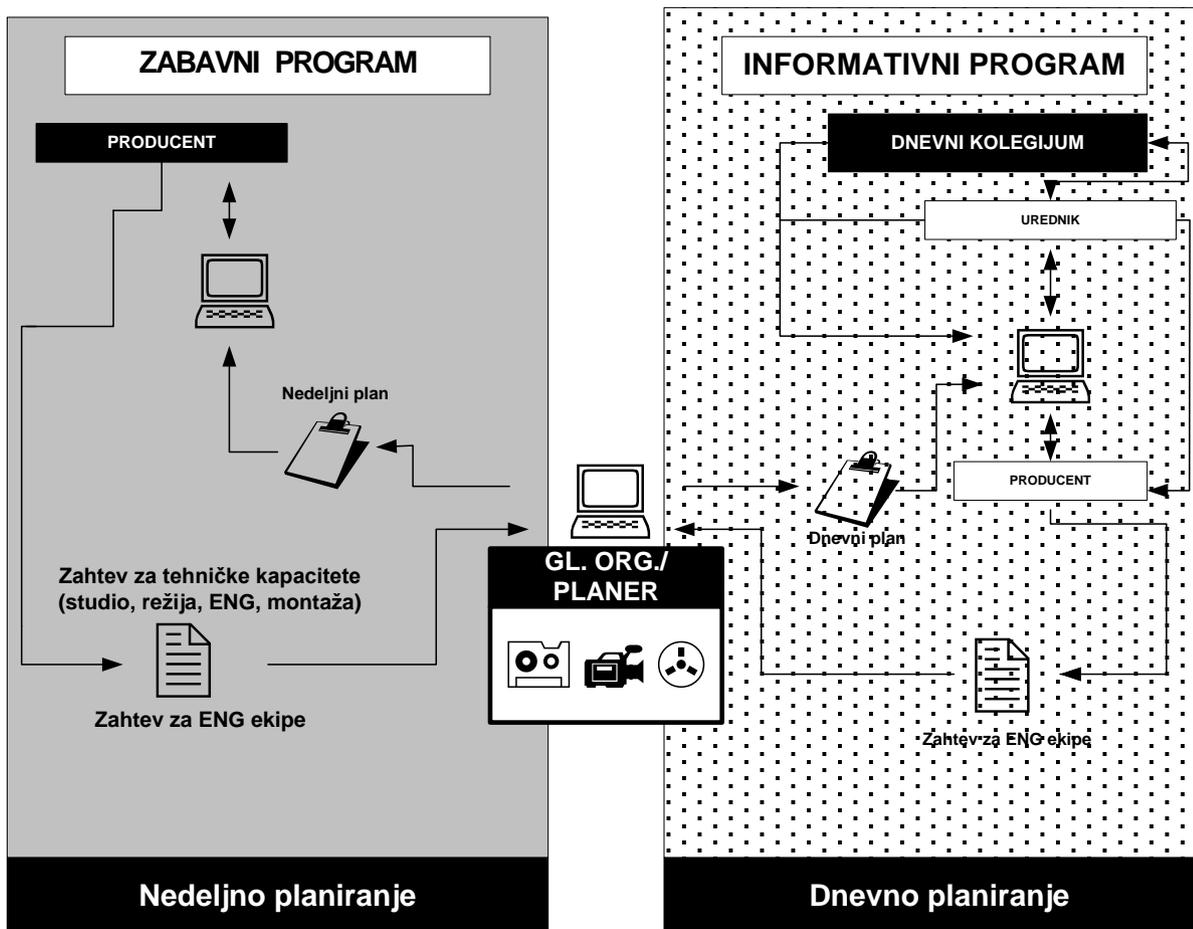 ZABAVNI PROGRAM
PRODUCENT
Nedeljni plan
Zahtev za tehničke kapacitete
(studio, režija, ENG, montaža)
Zahtev za ENG ekipe
Nedeljno planiranje
GL. ORG./
PLANER
INFORMATIVNI PROGRAM
DNEVNI KOLEGIJUM
UREDNIK
PRODUCENT
Dnevni plan
Zahtev za ENG ekipe
Dnevno planiranje